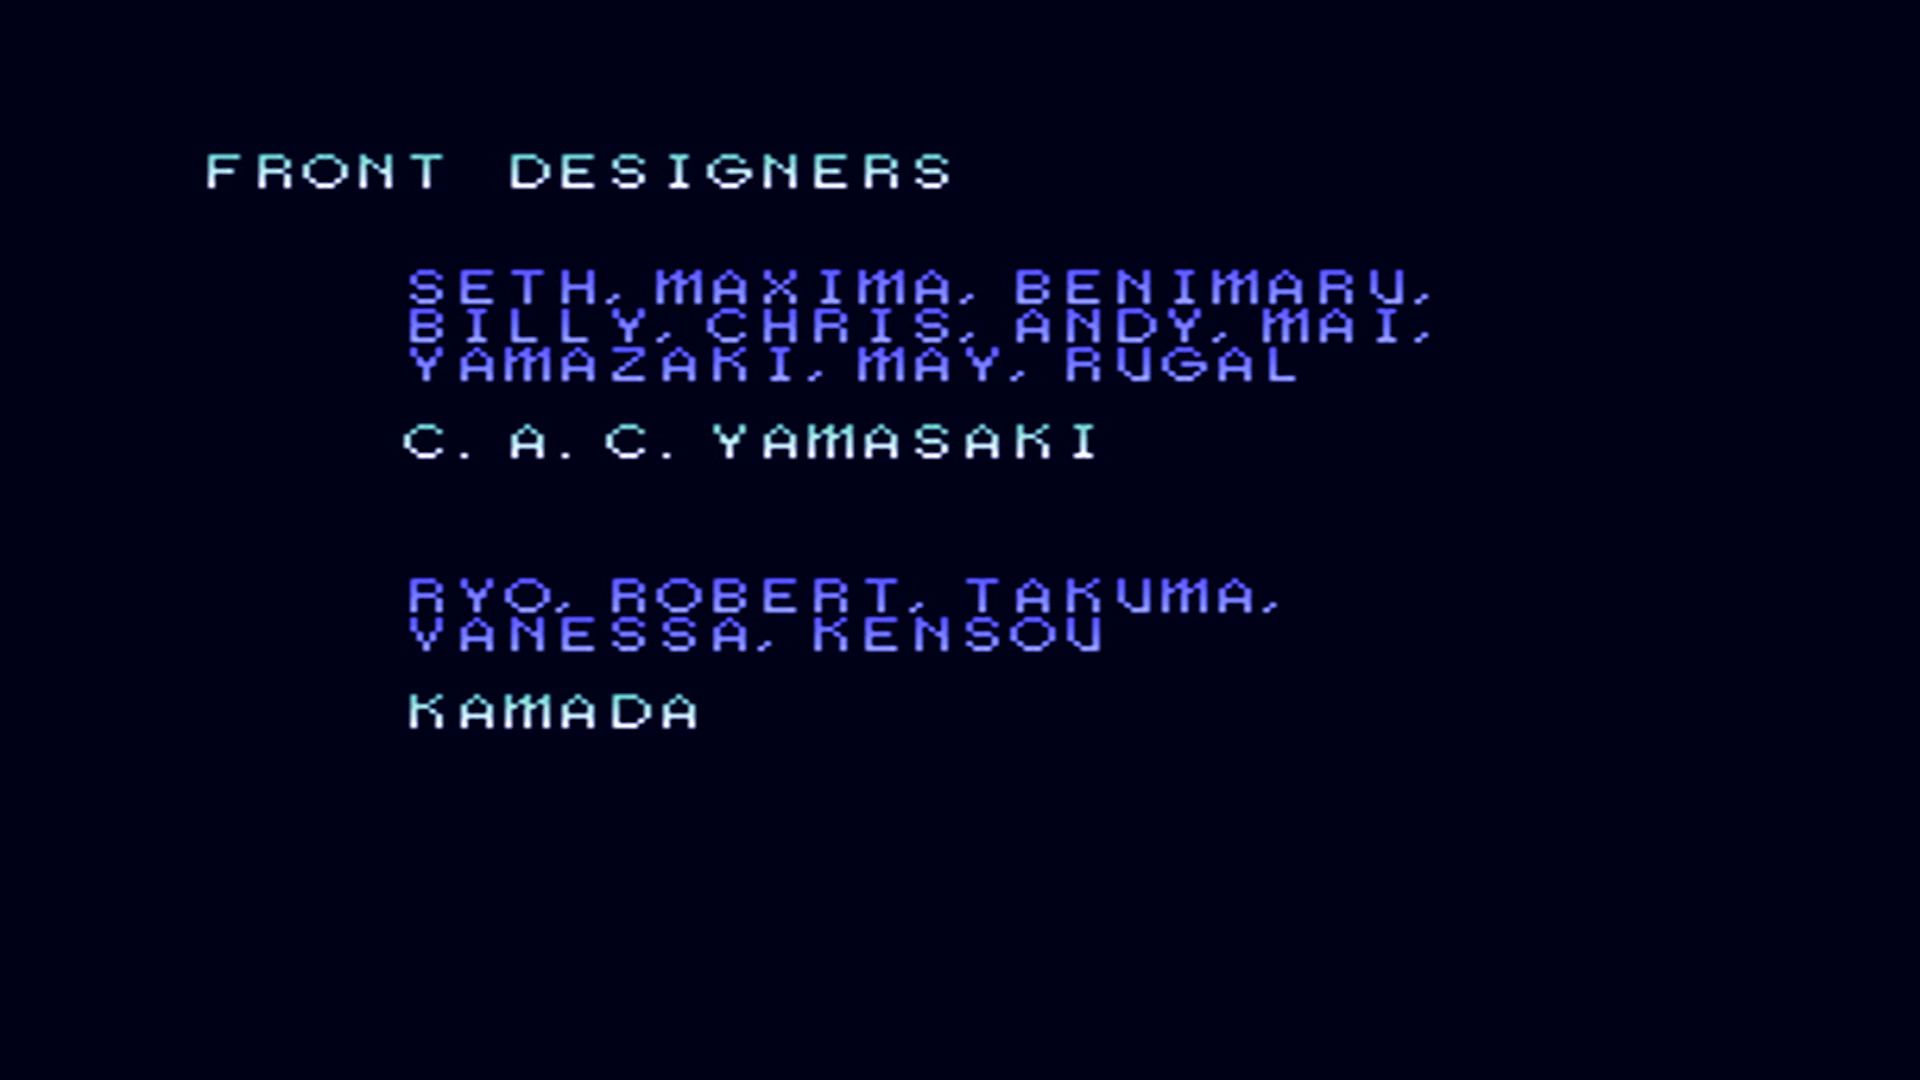 FRONT DESIGNERS
SETH, MAXIMA, BENIMARU,
BILLY, CHRIS, ANDY, MAI,
YAMAZAKI, MAY, RUGAL
C.A.C.YAMASAKI
RYO, ROBERT, TAKUMA,
VANESSA, KENSOU
KAMADA